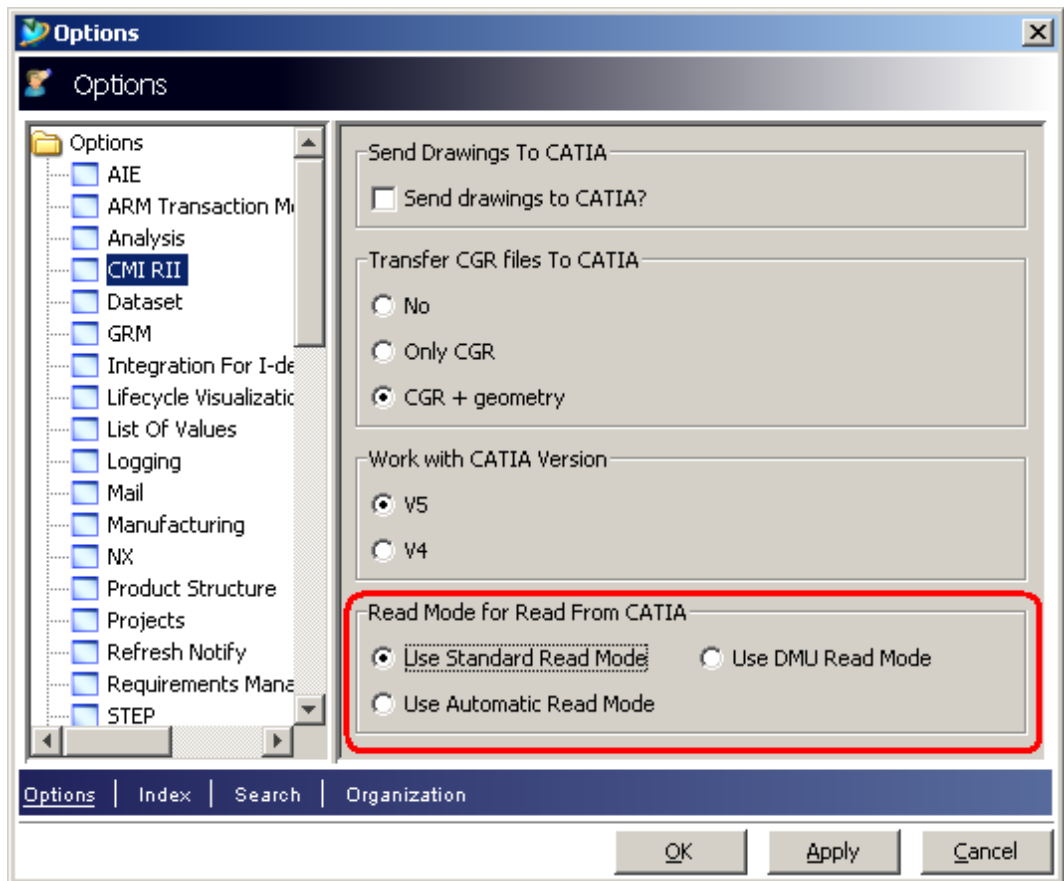 Options
Options
Options
AIE
ARM Transaction M
Analysis
CMI RII
Dataset
GRM
Integration For I-de
Lifecycle Visualizatic
List Of Values
Logging
Mail
Manufacturing
NX
Product Structure
Projects
Refresh Notify
Requirements Mana
STEP
Send Drawings To CATIA
Send drawings to CATIA?
Transfer CGR files To CATIA
No
Only CGR
CGR + geometry
Work with CATIA Version
V5
V4
Read Mode for Read From CATIA
Use Standard Read Mode Use DMU Read Mode
Use Automatic Read Mode
Options | Index | Search | Organization
OK Apply Cancel